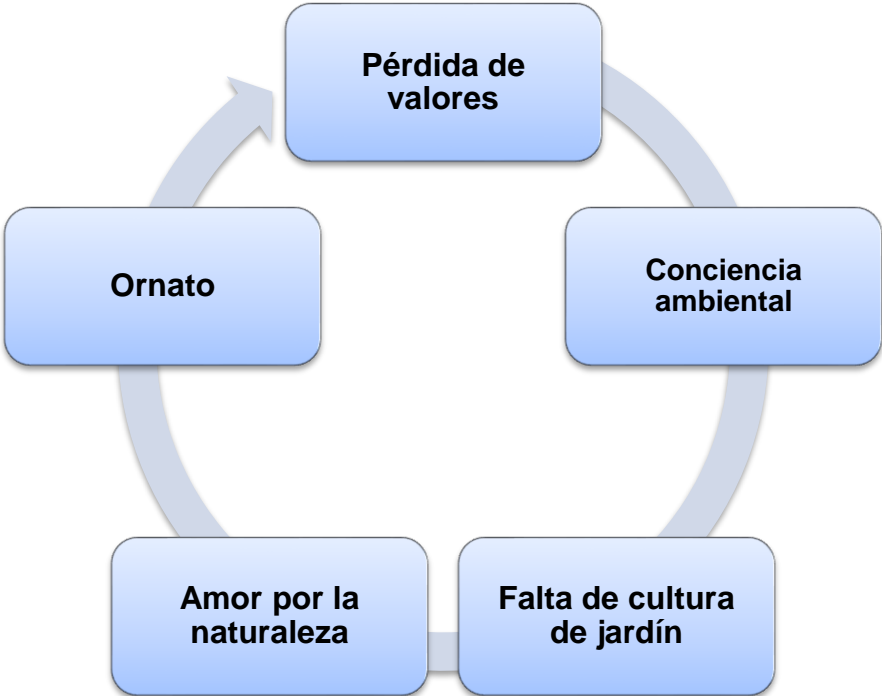 Pérdida de
valores
Conciencia
ambiental
Falta de cultura
de jardín
Amor por la
naturaleza
Ornato